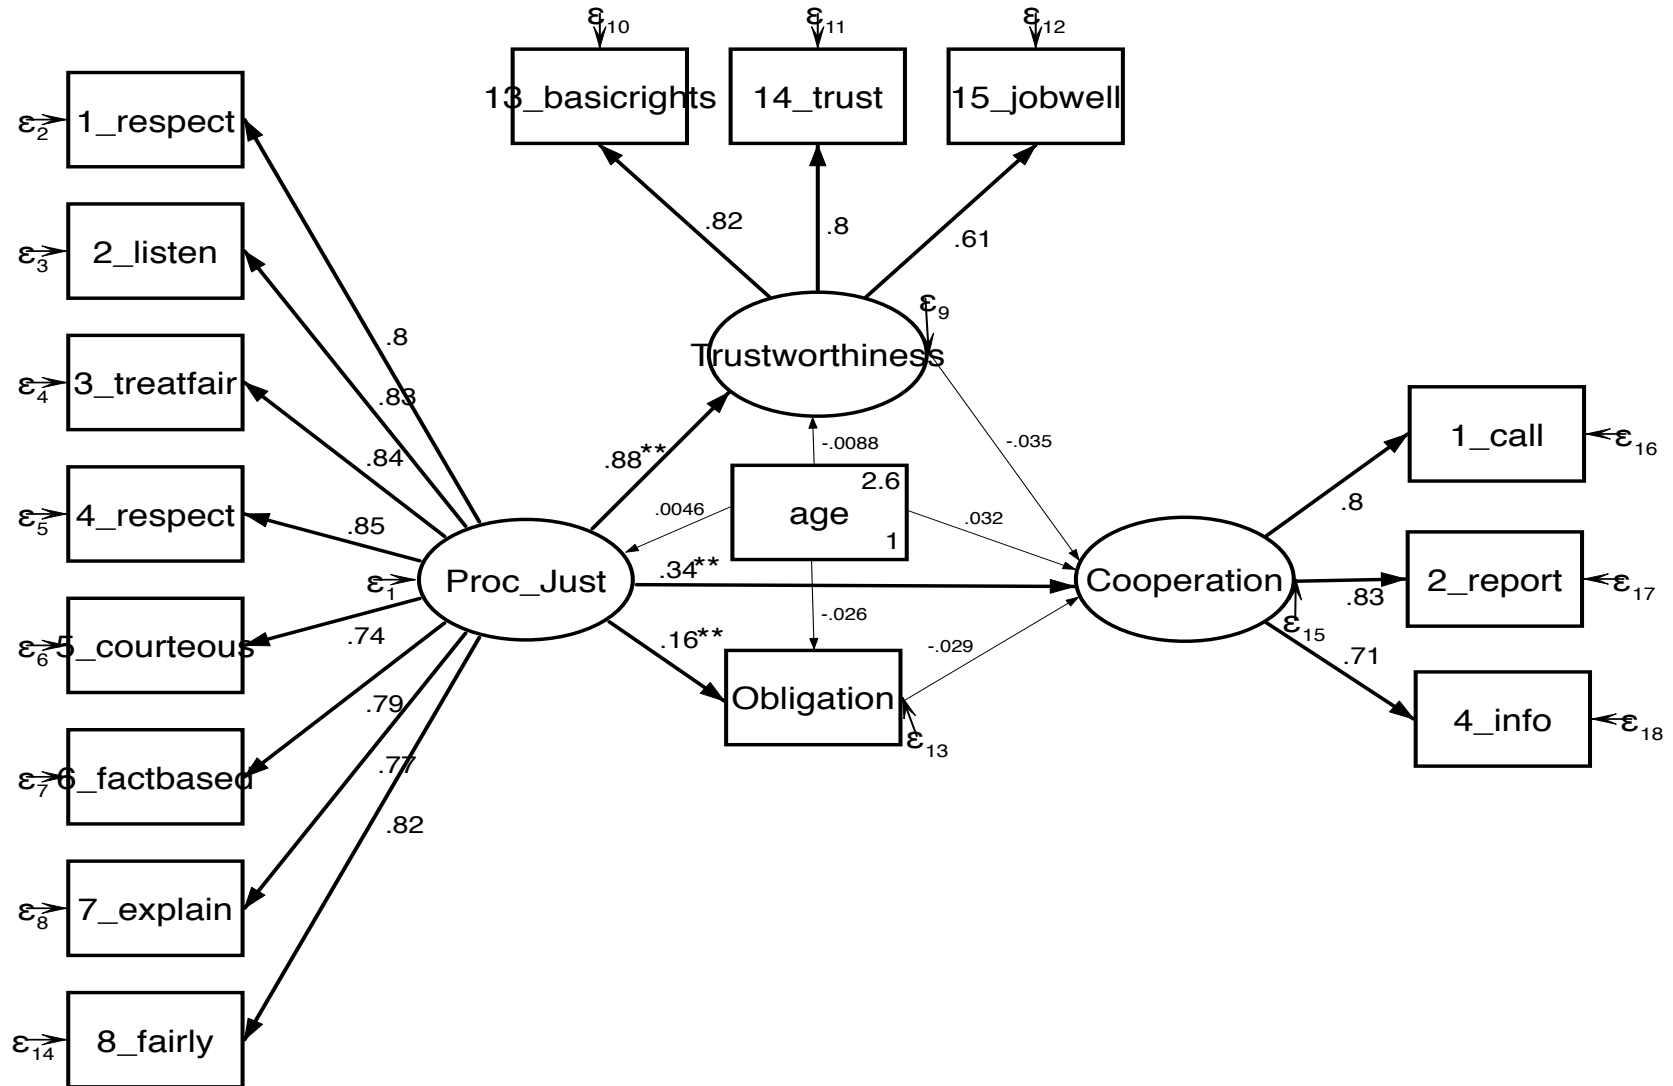 ε10
ε11
ε12
13_basicrights
14_trust
15_jobwell
ε2
1_respect
ε3
2_listen
ε4
3_treatfair
ε5
4_respect
ε6
5_courteous
ε7
6_factbased
ε8
7_explain
ε14
8_fairly
.8
.83
.84
.85
.74
.79
.77
.82
ε1
Proc_Just
.82
.8
.61
ε9
Trustworthiness
.88**
-.0088
-.035
2.6
age
1
.0046
.032
.34**
-.026
.16**
-.029
Obligation
ε13
Cooperation
ε15
.8
.83
.71
1_call
ε16
2_report
ε17
4_info
ε18